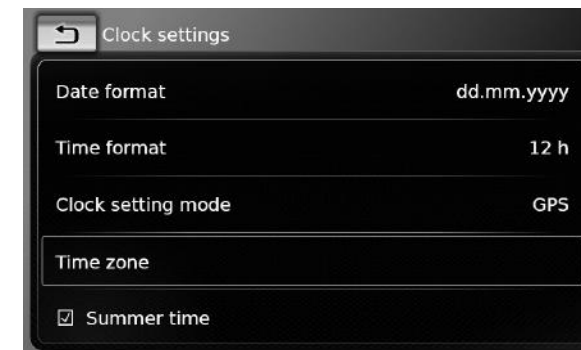 Clock settings
Date format dd.mm.yyyy
Time format 12 h
Clock setting mode GPS
Time zone
Summer time